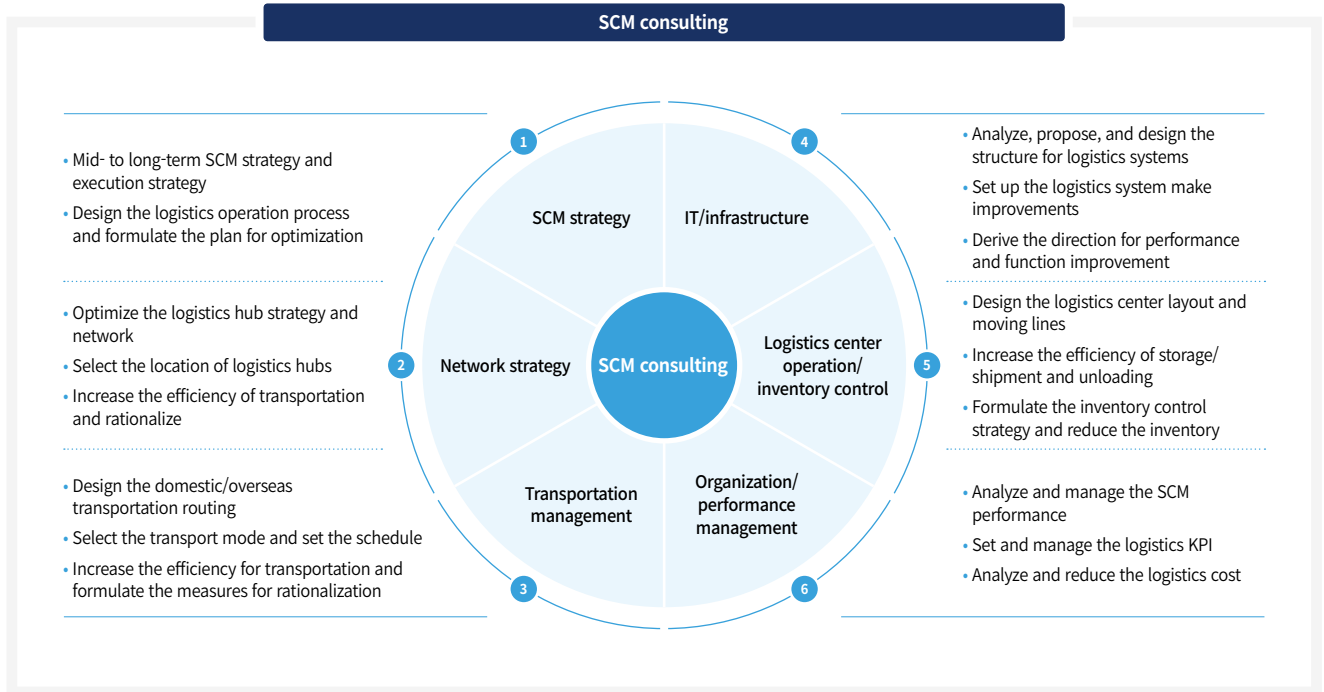 SCM consulting
1
• Mid- to long-term SCM strategy and
execution strategy
• Design the logistics operation process
and formulate the plan for optimization
2
• Optimize the logistics hub strategy and
network
• Select the location of logistics hubs
• Increase the efficiency of transportation
and rationalize
3
• Design the domestic/overseas
transportation routing
• Select the transport mode and set the schedule
• Increase the efficiency for transportation and
formulate the measures for rationalization
SCM strategy
IT/infrastructure
Network strategy
SCM consulting
Logistics center
operation/
inventory control
Transportation
management
Organization/
performance
management
4
• Analyze, propose, and design the
structure for logistics systems
• Set up the logistics system make
improvements
• Derive the direction for performance
and function improvement
5
• Design the logistics center layout and
moving lines
• Increase the efficiency of storage/
shipment and unloading
• Formulate the inventory control
strategy and reduce the inventory
6
• Analyze and manage the SCM
performance
• Set and manage the logistics KPI
• Analyze and reduce the logistics cost